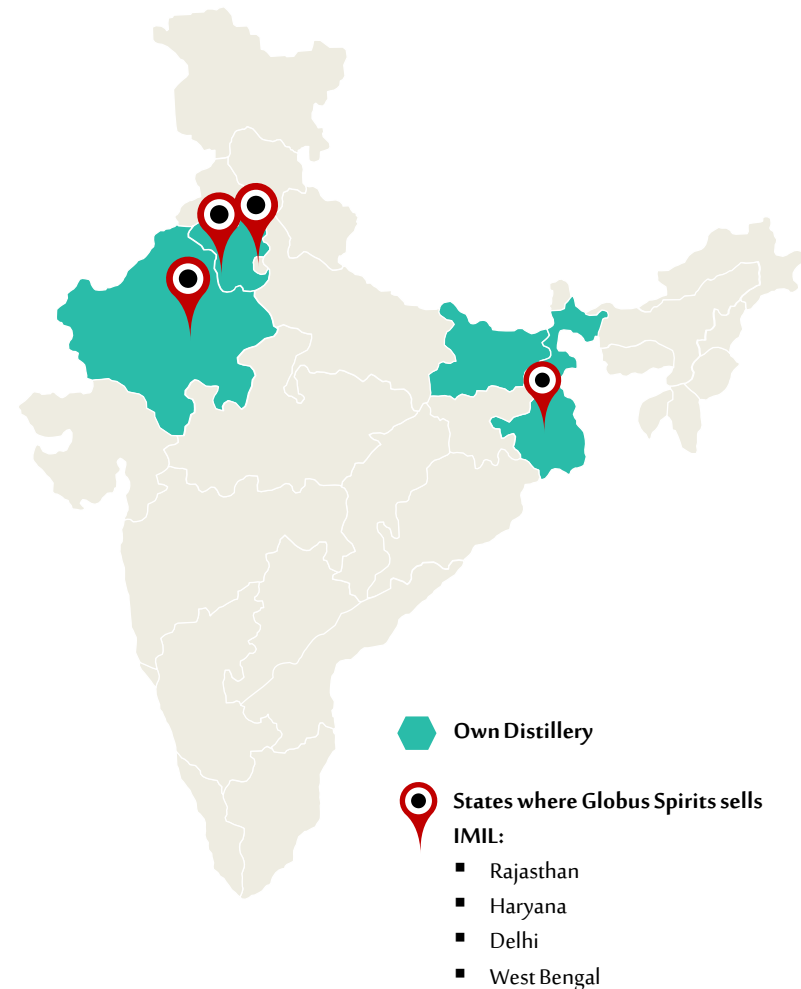 Own Distillery
States where Globus Spirits sells
IMIL:
▪ Rajasthan
▪ Haryana
▪ Delhi
▪ West Bengal